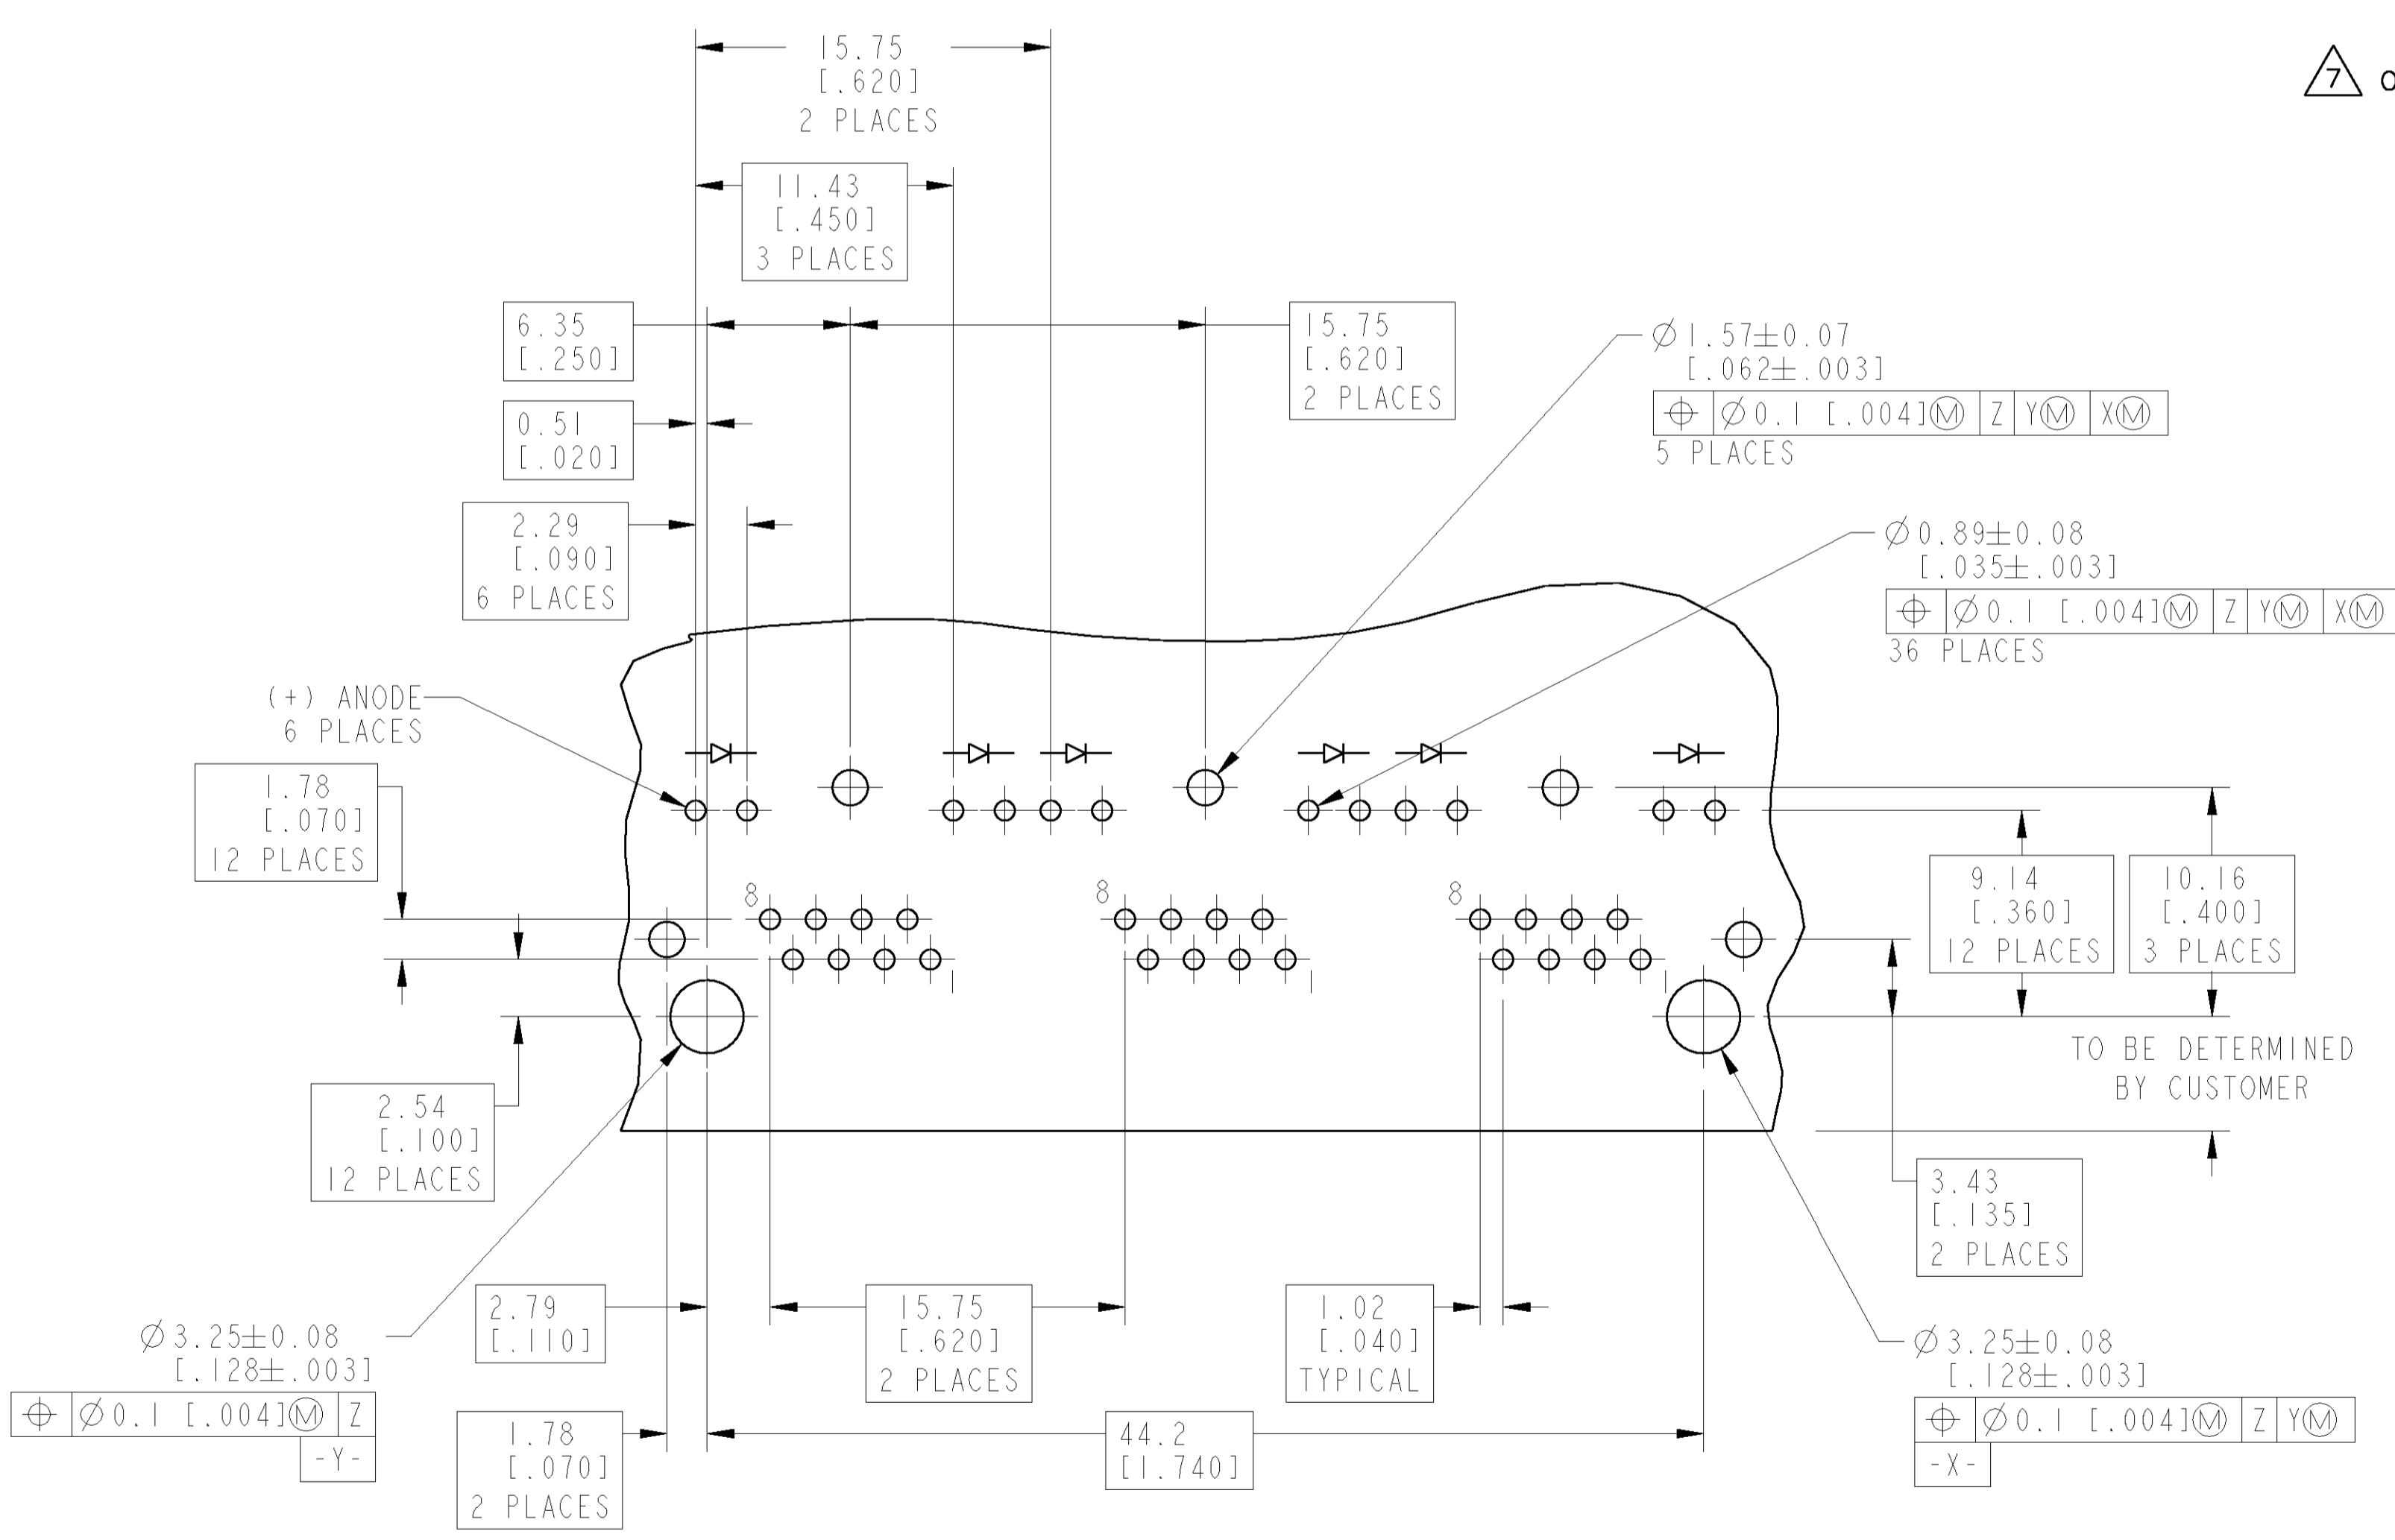 15.75
[.620]
2 PLACES
7
11.43
[.450]
3 PLACES
6.35
[.250]
15.75
[.620]
2 PLACES
Ø1.57±0.07
[.062±.003]
⌖ Ø0.1 [.004]Ⓜ Z YⓂ XⓂ
5 PLACES
0.51
[.020]
2.29
[.090]
6 PLACES
Ø0.89±0.08
[.035±.003]
⌖ Ø0.1 [.004]Ⓜ Z YⓂ XⓂ
36 PLACES
(+) ANODE
6 PLACES
1.78
[.070]
12 PLACES
8
8
8
1
1
1
9.14
[.360]
12 PLACES
10.16
[.400]
3 PLACES
TO BE DETERMINED
BY CUSTOMER
2.54
[.100]
12 PLACES
3.43
[.135]
2 PLACES
2.79
[.110]
15.75
[.620]
2 PLACES
1.02
[.040]
TYPICAL
Ø3.25±0.08
[.128±.003]
⌖ Ø0.1 [.004]Ⓜ Z
-Y-
Ø3.25±0.08
[.128±.003]
⌖ Ø0.1 [.004]Ⓜ Z YⓂ
-X-
1.78
[.070]
2 PLACES
44.2
[1.740]